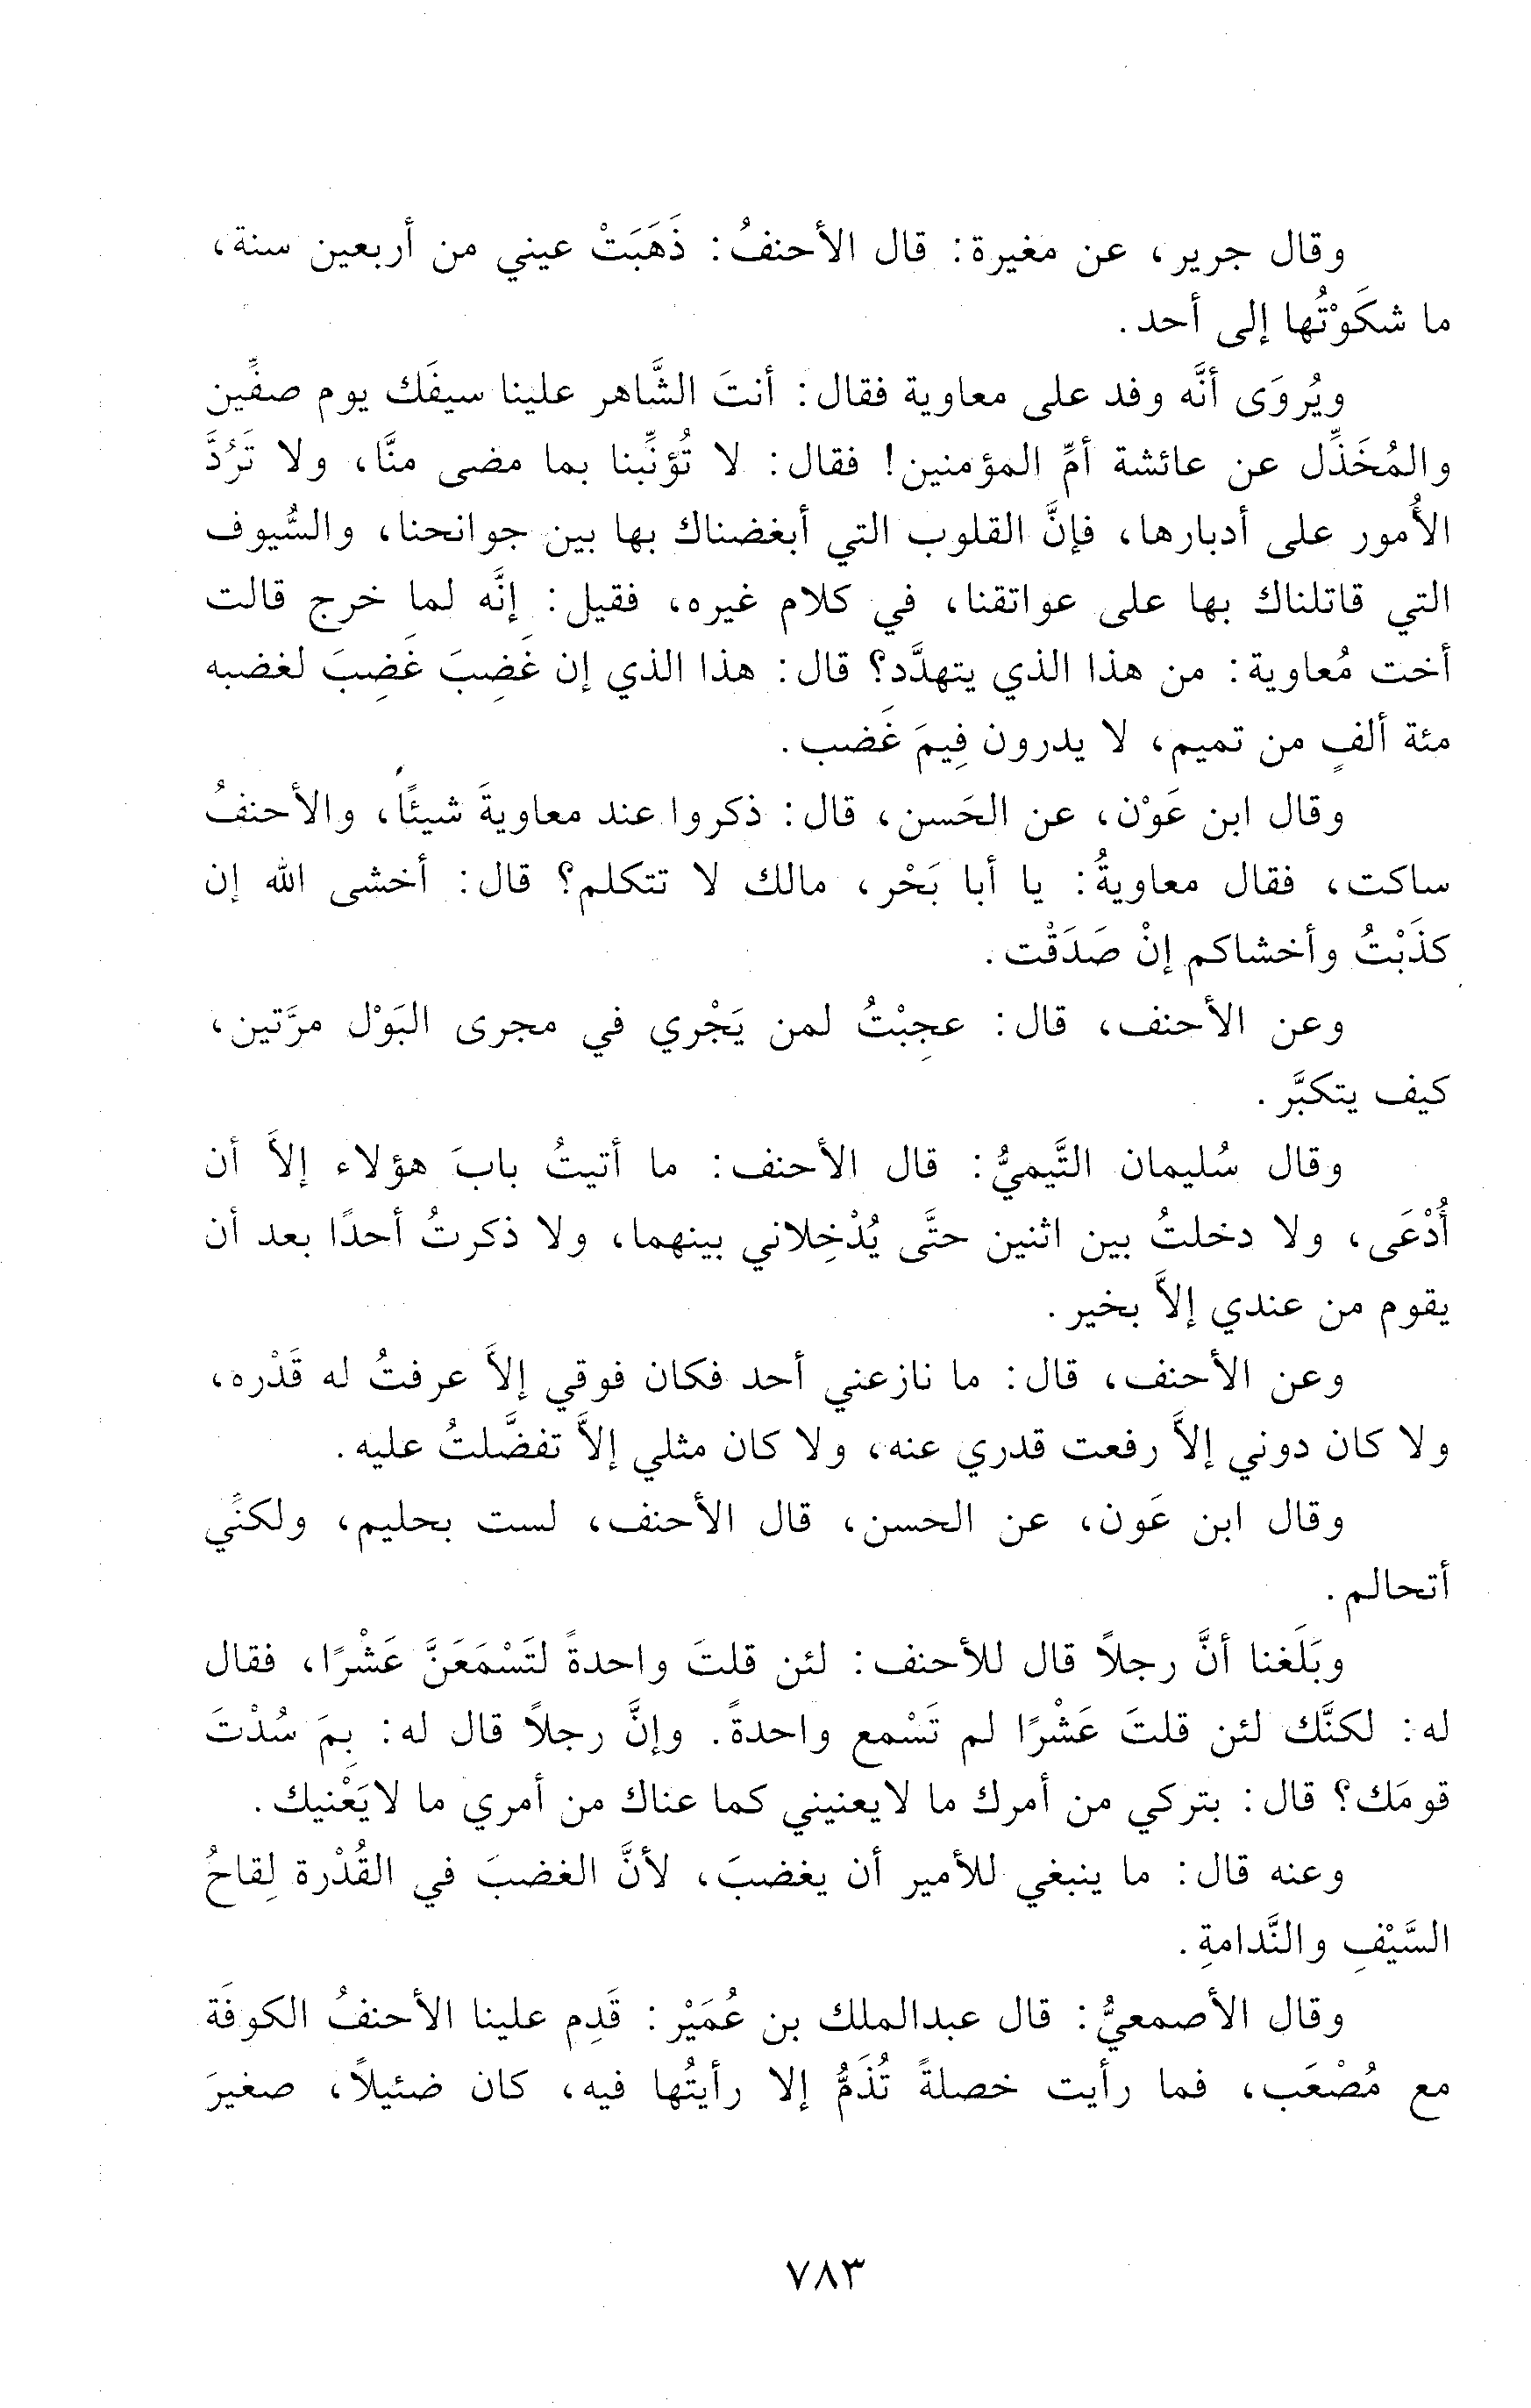 وقال جرير، عن مغيرة: قال الأحنفُ: ذَهَبَتْ عيني من أربعين سنة،
ما شكَوْتُها إلى أحد.
ويُروَى أنَّه وفد على معاوية فقال: أنتَ الشَّاهر علينا سيفَك يوم صفِّين
والمُخَذِّل عن عائشة أمِّ المؤمنين! فقال: لا تُؤنِّبنا بما مضى منَّا، ولا تَرُدَّ
الأُمور على أدبارها، فإنَّ القلوب التي أبغضناك بها بين جوانحنا، والسُّيوف
التي قاتلناك بها على عواتقنا، في كلام غيره، فقيل: إنَّه لما خرج قالت
أخت مُعاوية: من هذا الذي يتهدَّد؟ قال: هذا الذي إن غَضِبَ غَضِبَ لغضبه
مئة ألفٍ من تميم، لا يدرون فِيمَ غَضب.
وقال ابن عَوْن، عن الحَسن، قال: ذكروا عند معاويةَ شيئًا، والأحنفُ
ساكت، فقال معاويةُ: يا أبا بَحْر، مالك لا تتكلم؟ قال: أخشى الله إن
كذَبْتُ وأخشاكم إنْ صَدَقْت.
وعن الأحنف، قال: عجِبْتُ لمن يَجْري في مجرى البَوْل مرَّتين،
كيف يتكبَّر.
وقال سُليمان التَّيميُّ: قال الأحنف: ما أتيتُ بابَ هؤلاء إلاَّ أن
أُدْعَى، ولا دخلتُ بين اثنين حتَّى يُدْخِلاني بينهما، ولا ذكرتُ أحدًا بعد أن
يقوم من عندي إلاَّ بخير.
وعن الأحنف، قال: ما نازعني أحد فكان فوقي إلاَّ عرفتُ له قَدْره،
ولا كان دوني إلاَّ رفعت قدري عنه، ولا كان مثلي إلاَّ تفضَّلتُ عليه.
وقال ابن عَون، عن الحسن، قال الأحنف، لست بحليم، ولكنِّي
أتحالم.
وبَلَغنا أنَّ رجلاً قال للأحنف: لئن قلتَ واحدةً لتَسْمَعَنَّ عَشْرًا، فقال
له: لكنَّك لئن قلتَ عَشْرًا لم تَسْمع واحدةً. وإنَّ رجلاً قال له: بِمَ سُدْتَ
قومَك؟ قال: بتركي من أمرك ما لايعنيني كما عناك من أمري ما لايَعْنيك.
وعنه قال: ما ينبغي للأمير أن يغضبَ، لأنَّ الغضبَ في القُدْرة لِقاحُ
السَّيْفِ والنَّدامةِ.
وقال الأصمعيُّ: قال عبدالملك بن عُمَيْر: قَدِم علينا الأحنفُ الكوفَة
مع مُصْعَب، فما رأيت خصلةً تُذَمُّ إلا رأيتُها فيه، كان ضئيلاً، صغيرَ
٧٨٣